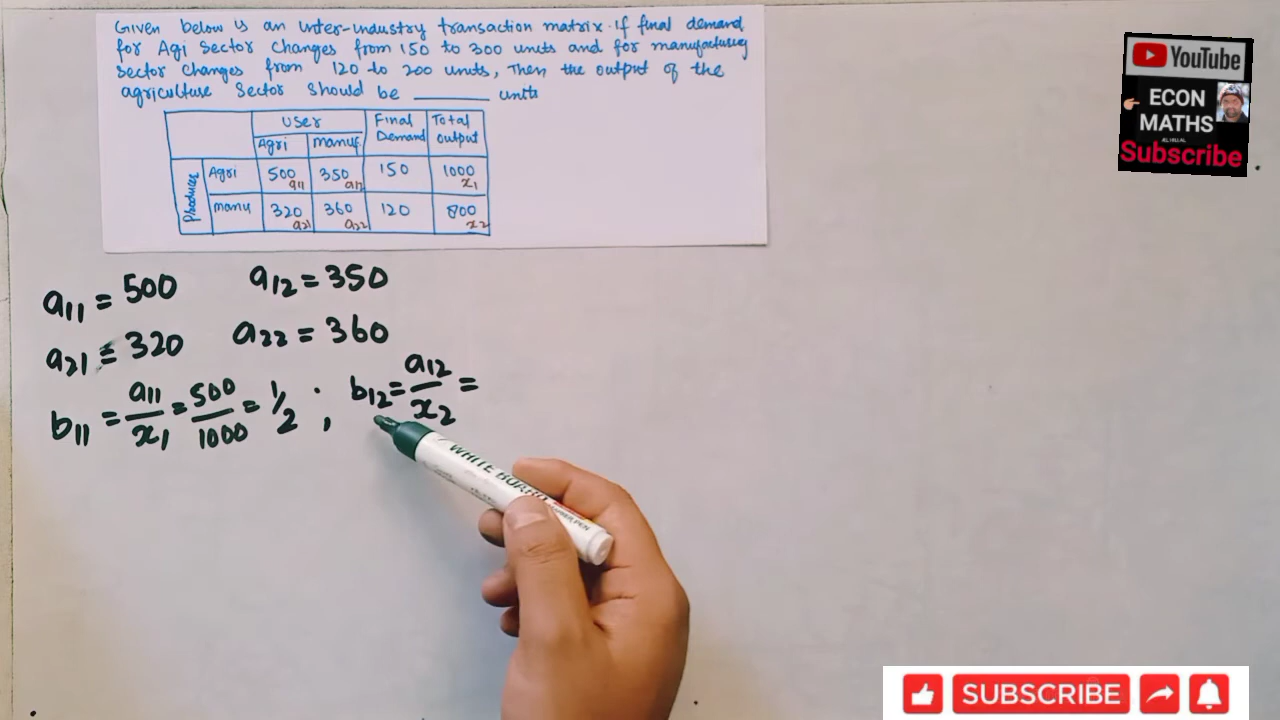 Given below is an inter-industry transaction matrix. If final demand
for Agi Sector Changes from 150 to 300 units and for manufacturing
Sector Changes from 120 to 200 units, Then the output of the
agriculture Sector should be ______ units
User Final Demand Total output
Agri manuf
Producer
Agri 500 a11 350 a12 150 1000 x1
manu 320 a21 360 a22 120 800 x2
a11 = 500 a12 = 350
a21 = 320 a22 = 360
b11 = a11/x1 = 500/1000 = 1/2 ; b12 = a12/x2 =
YouTube
ECON
MATHS
Subscribe
SUBSCRIBE